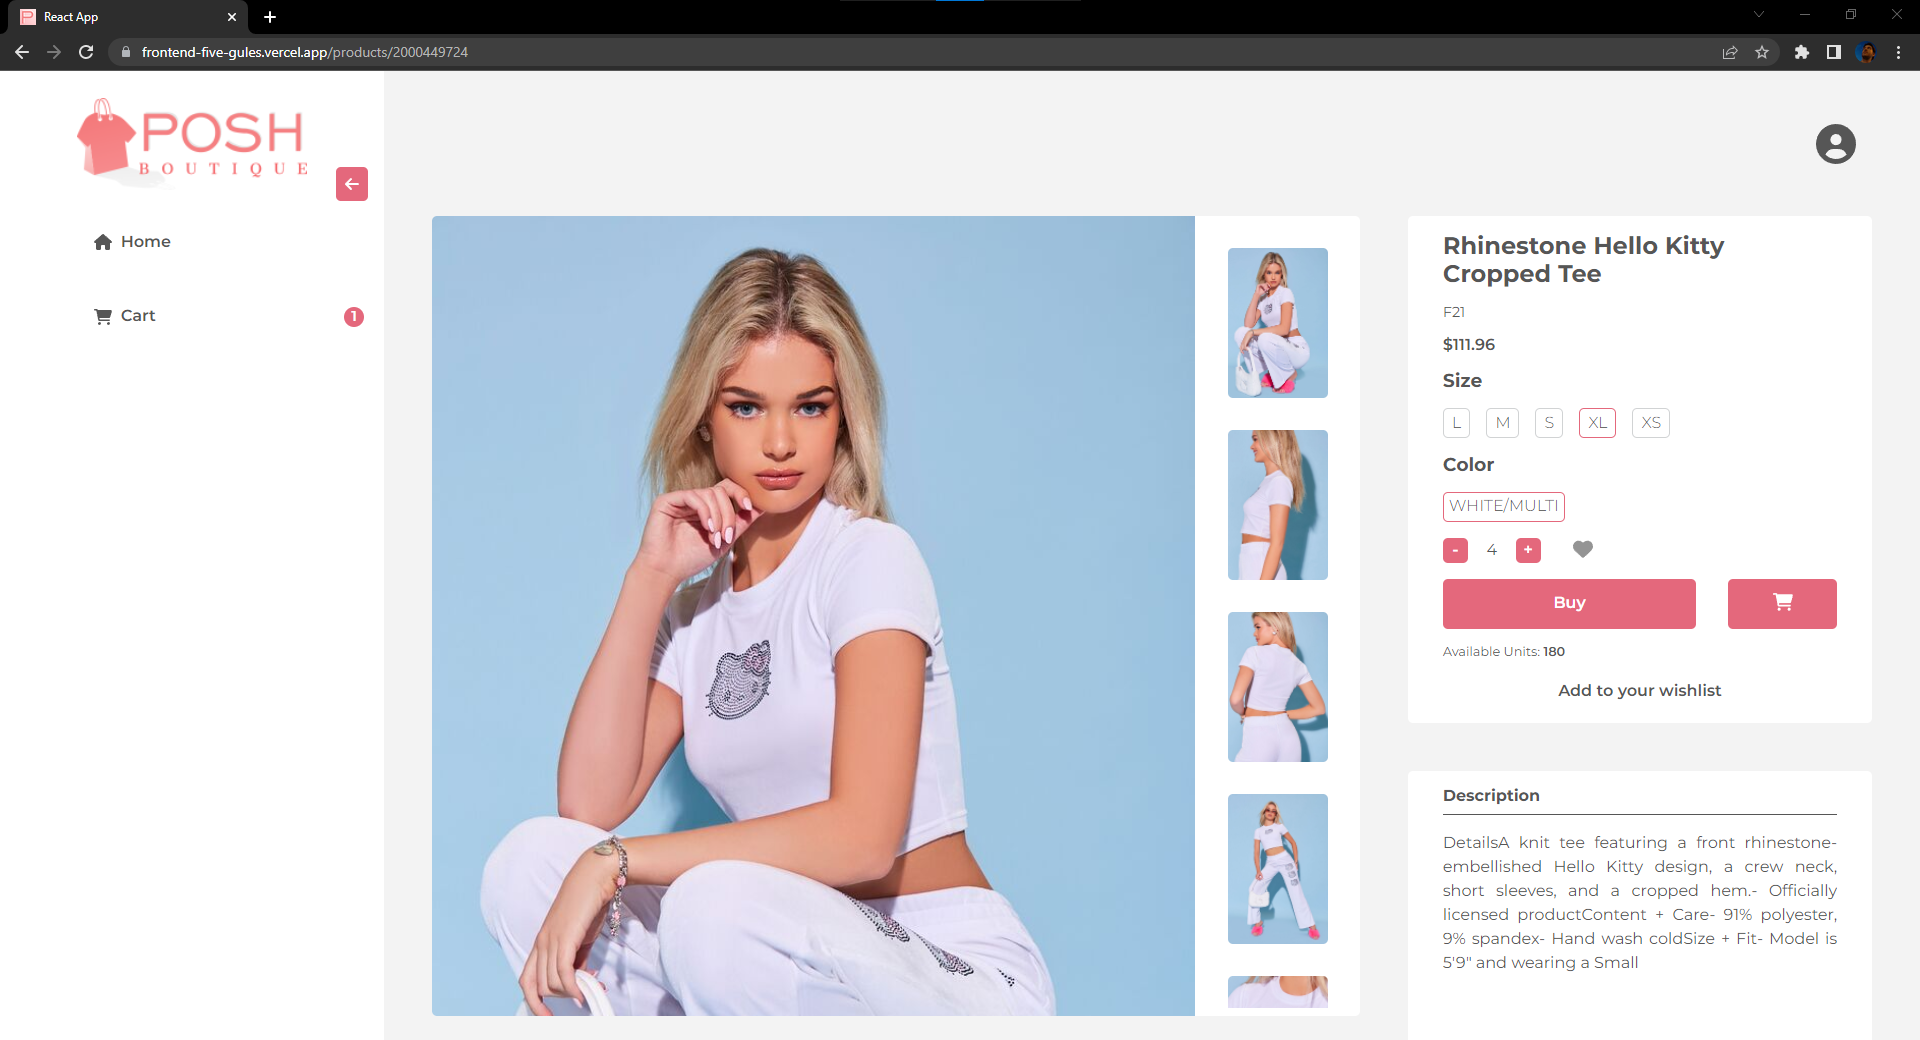 React App
frontend-five-gules.vercel.app/products/2000449724
POSH
BOUTIQUE
Home
Cart
1
Rhinestone Hello Kitty
Cropped Tee
F21
$111.96
Size
L M S XL XS
Color
WHITE/MULTI
- 4 +
Buy
Available Units: 180
Add to your wishlist
Description
DetailsA knit tee featuring a front rhinestone-
embellished Hello Kitty design, a crew neck,
short sleeves, and a cropped hem.- Officially
licensed productContent + Care- 91% polyester,
9% spandex- Hand wash coldSize + Fit- Model is
5'9" and wearing a Small